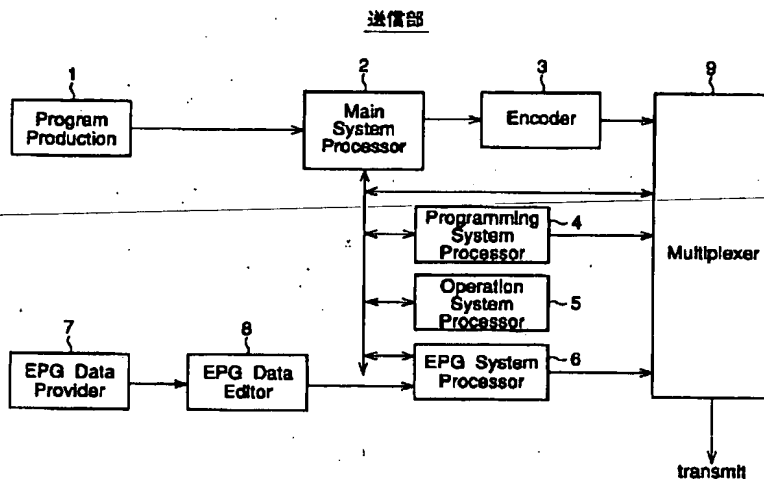 送信部
1
Program
Production
2
Main
System
Processor
3
Encoder
9
Multiplexer
Programming
System
Processor
4
Operation
System
Processor
5
7
EPG Data
Provider
8
EPG Data
Editor
EPG System
Processor
6
transmit